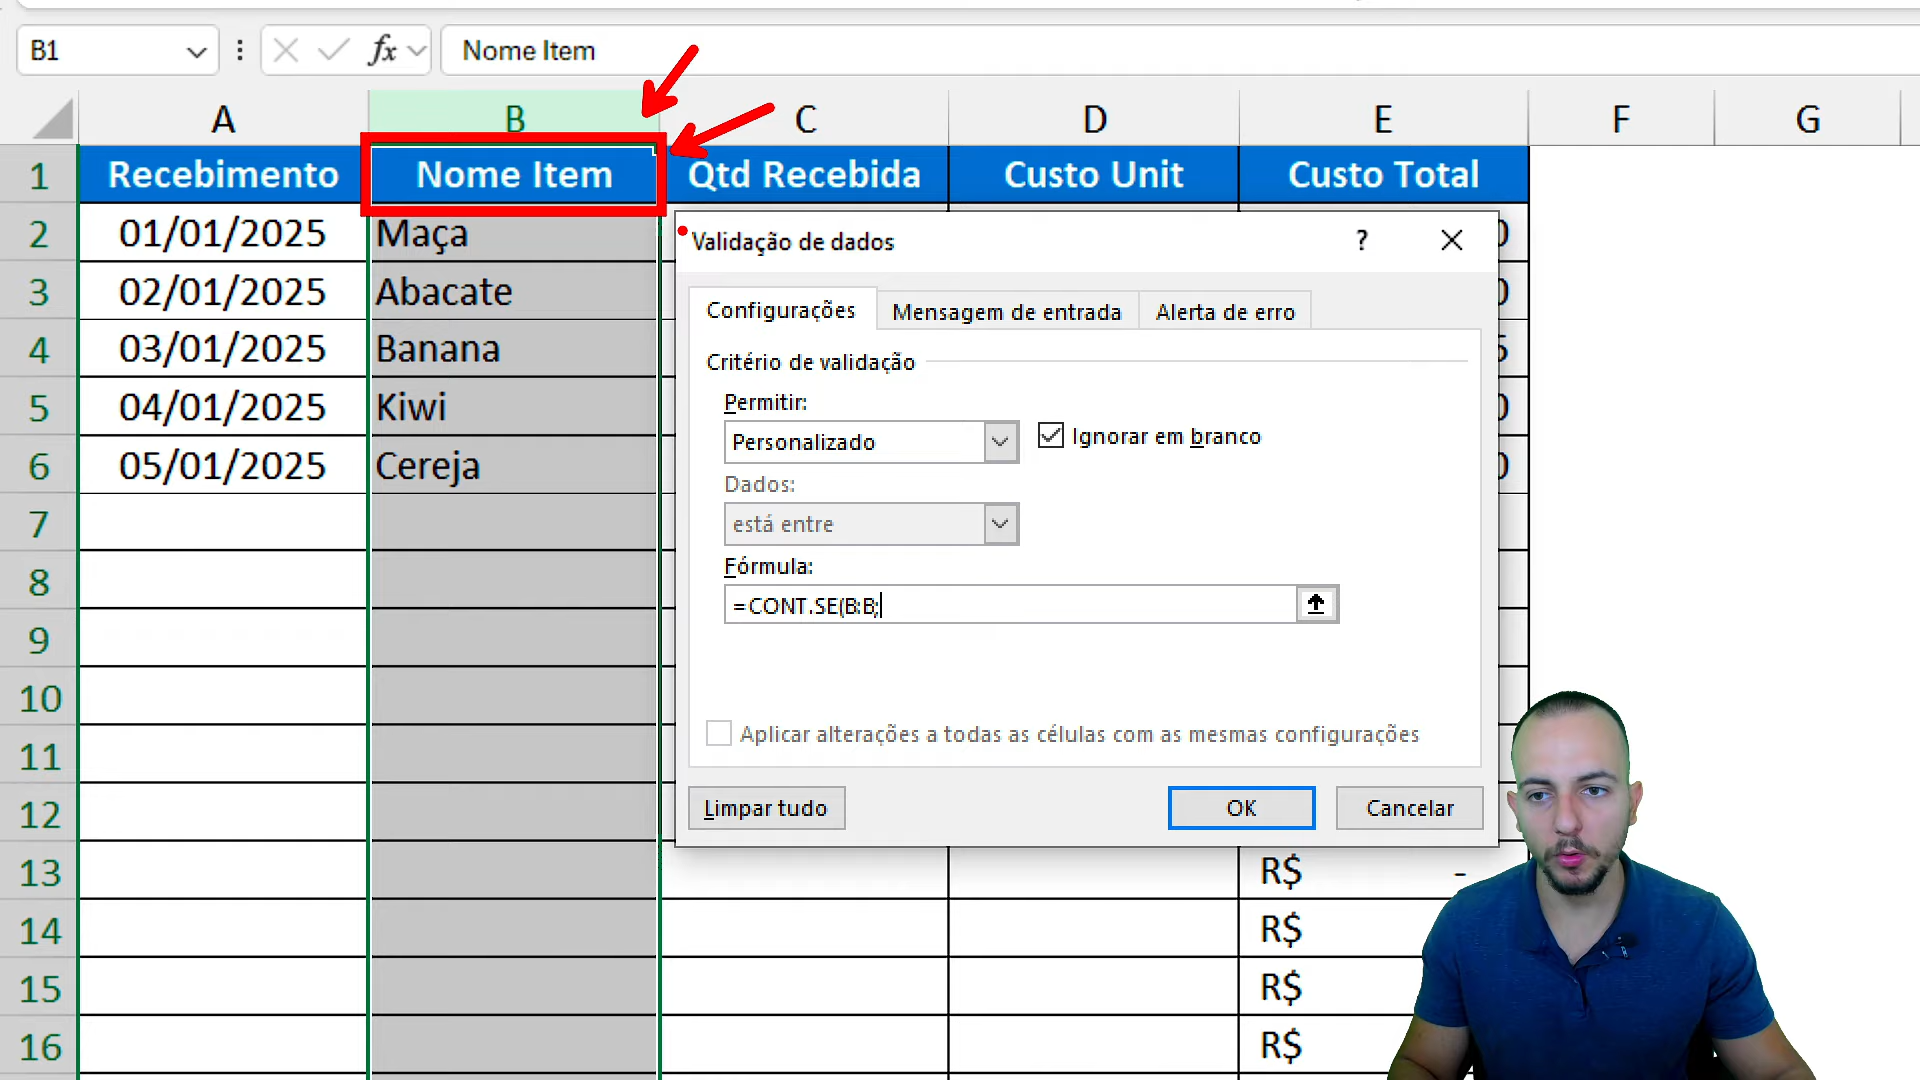 B1
fx
Nome Item
A B C D E F G
1 Recebimento Nome Item Qtd Recebida Custo Unit Custo Total
2 01/01/2025 Maça
3 02/01/2025 Abacate
4 03/01/2025 Banana
5 04/01/2025 Kiwi
6 05/01/2025 Cereja
7
8
9
10
11
12
13 R$ -
14 R$
15 R$
16 R$
Validação de dados ?
Configurações Mensagem de entrada Alerta de erro
Critério de validação
Permitir:
Personalizado Ignorar em branco
Dados:
está entre
Fórmula:
=CONT.SE(B:B;
Aplicar alterações a todas as células com as mesmas configurações
Limpar tudo OK Cancelar